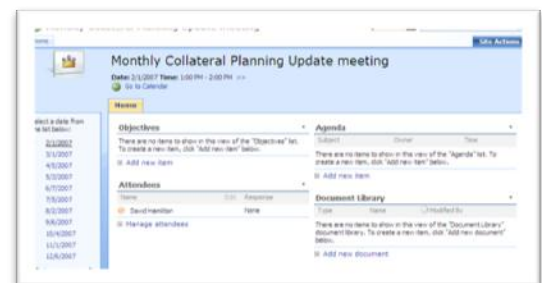 Site Actions
Monthly Collateral Planning Update meeting
Date: 2/1/2007 Time: 1:00 PM - 2:00 PM >>
Go to Calendar
Home
select a date from
the list below:
2/1/2007
3/1/2007
4/5/2007
5/3/2007
6/7/2007
7/5/2007
8/2/2007
9/6/2007
10/4/2007
11/1/2007
12/6/2007
Objectives
There are no items to show in this view of the "Objectives" list.
To create a new item, click "Add new item" below.
Add new item
Attendees
Name Edit Response
David Hamilton None
Manage attendees
Agenda
Subject Owner Time
There are no items to show in this view of the "Agenda" list. To
create a new item, click "Add new item" below.
Add new item
Document Library
Type Name Modified By
There are no items to show in this view of the "Document Library"
document library. To create a new item, click "Add new document"
below.
Add new document